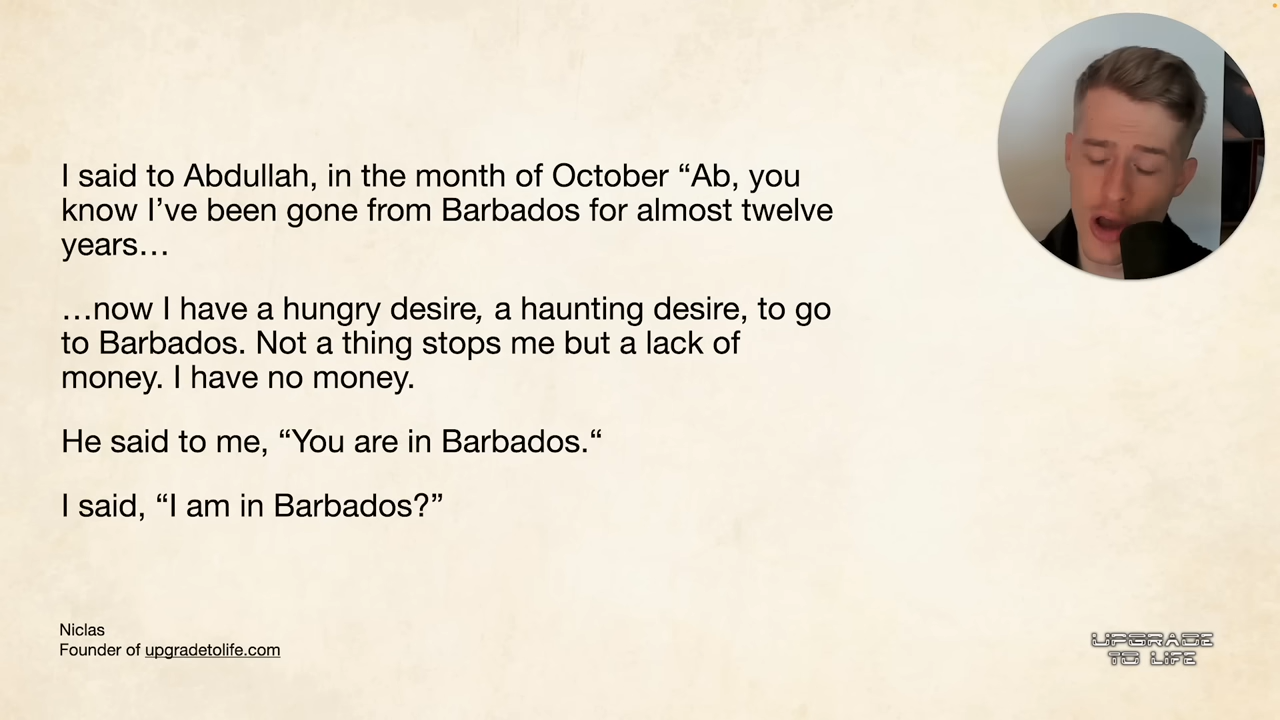 I said to Abdullah, in the month of October “Ab, you
know I’ve been gone from Barbados for almost twelve
years…
…now I have a hungry desire, a haunting desire, to go
to Barbados. Not a thing stops me but a lack of
money. I have no money.
He said to me, “You are in Barbados.“
I said, “I am in Barbados?”
Niclas
Founder of upgradetolife.com
UPGRADE
TO LIFE